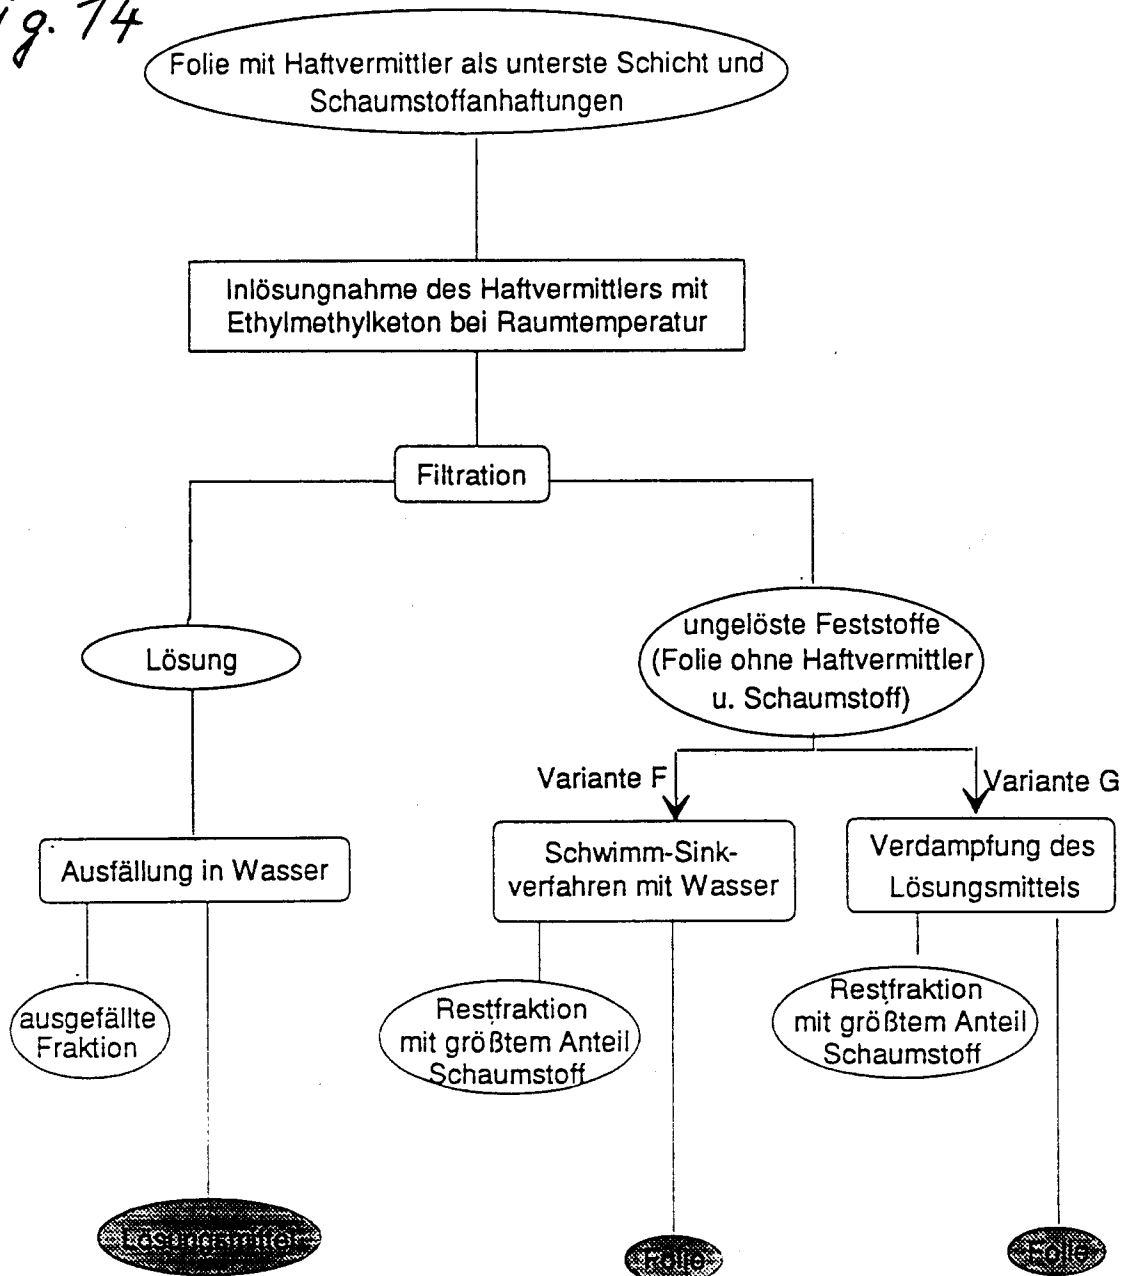 ig. 14
Folie mit Haftvermittler als unterste Schicht und
Schaumstoffanhaftungen
Inlösungnahme des Haftvermittlers mit
Ethylmethylketon bei Raumtemperatur
Filtration
Lösung
ungelöste Feststoffe
(Folie ohne Haftvermittler
u. Schaumstoff)
Variante F
Variante G
Ausfällung in Wasser
Schwimm-Sink-
verfahren mit Wasser
Verdampfung des
Lösungsmittels
ausgefällte
Fraktion
Restfraktion
mit größtem Anteil
Schaumstoff
Restfraktion
mit größtem Anteil
Schaumstoff
Lösungsmittel
Folie
Folie